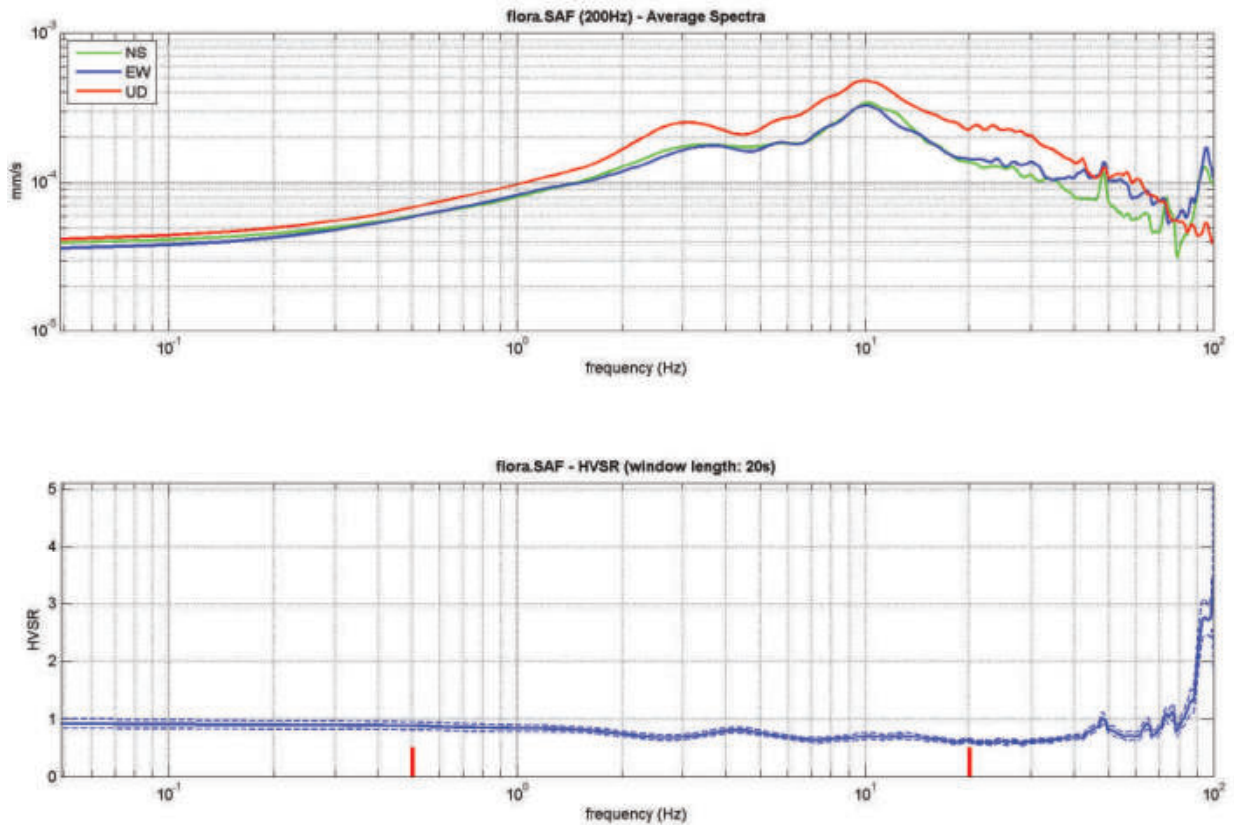 flora.SAF (200Hz) - Average Spectra
10⁻³
NS
EW
UD
10⁻⁴
mm/s
10⁻⁵
10⁻¹
10⁰
10¹
10²
frequency (Hz)
flora.SAF - HVSR (window length: 20s)
5
4
3
2
1
0
HVSR
10⁻¹
10⁰
10¹
10²
frequency (Hz)